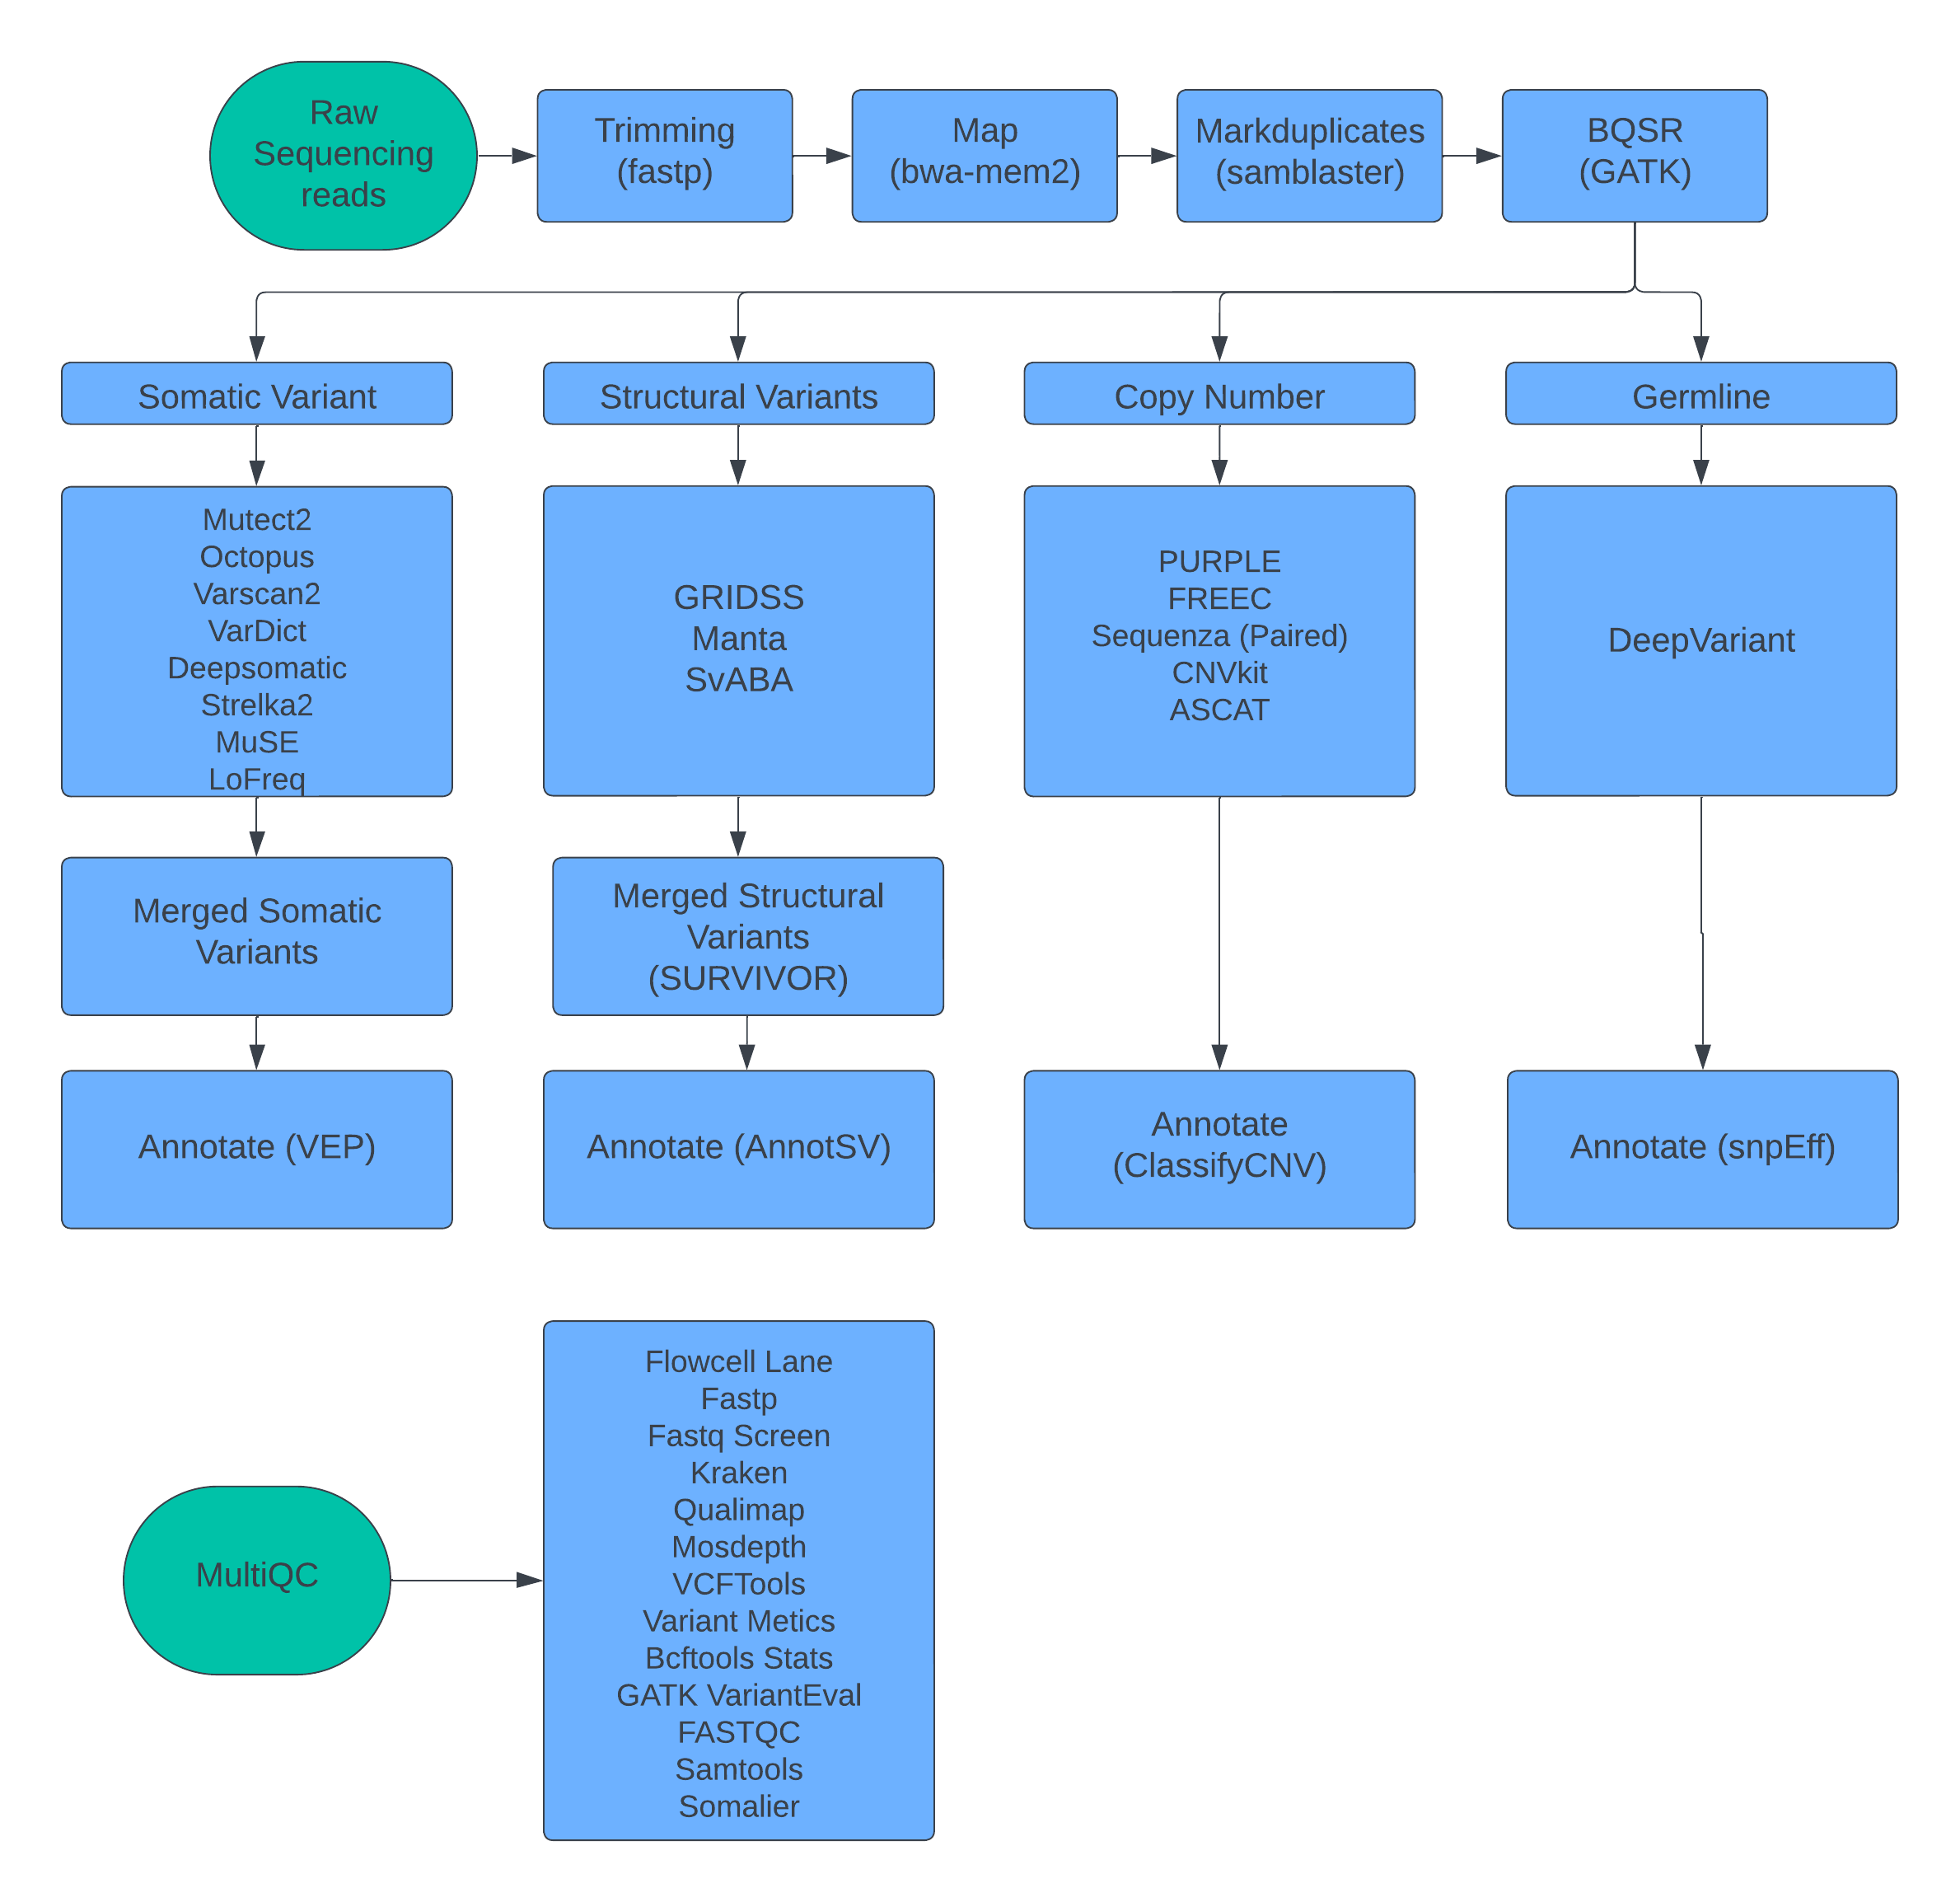 Raw
Sequencing
reads
Trimming
(fastp)
Map
(bwa-mem2)
Markduplicates
(samblaster)
BQSR
(GATK)
Somatic Variant
Structural Variants
Copy Number
Germline
Mutect2
Octopus
Varscan2
VarDict
Deepsomatic
Strelka2
MuSE
LoFreq
GRIDSS
Manta
SvABA
PURPLE
FREEC
Sequenza (Paired)
CNVkit
ASCAT
DeepVariant
Merged Somatic
Variants
Merged Structural
Variants
(SURVIVOR)
Annotate (VEP)
Annotate (AnnotSV)
Annotate
(ClassifyCNV)
Annotate (snpEff)
MultiQC
Flowcell Lane
Fastp
Fastq Screen
Kraken
Qualimap
Mosdepth
VCFTools
Variant Metics
Bcftools Stats
GATK VariantEval
FASTQC
Samtools
Somalier